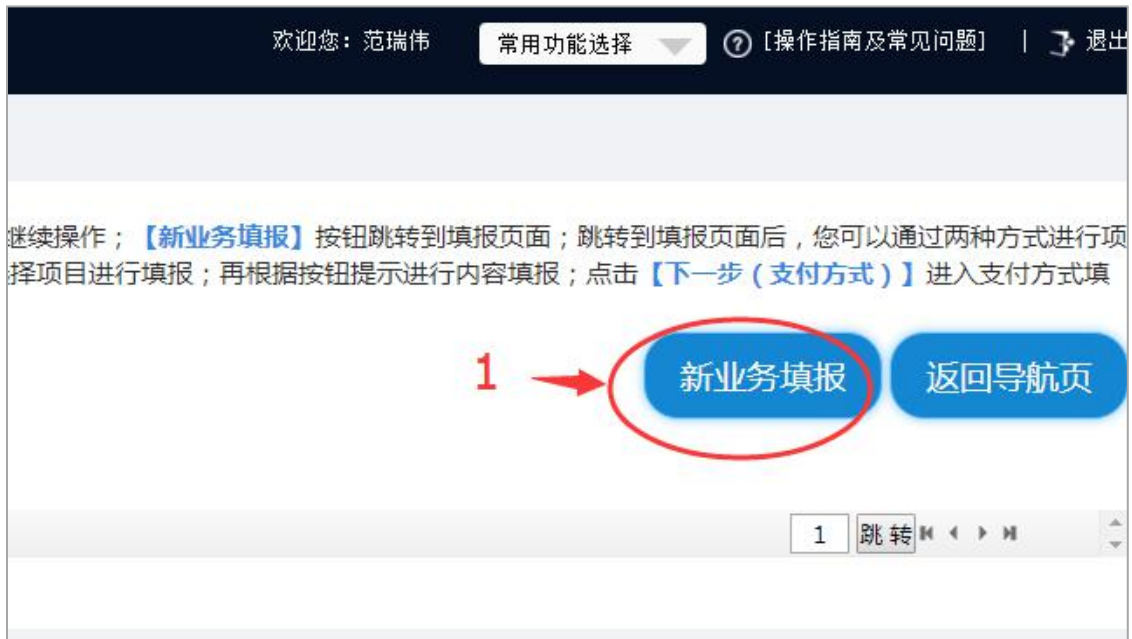 欢迎您：范瑞伟 常用功能选择 [操作指南及常见问题] | 退出
继续操作；【新业务填报】按钮跳转到填报页面；跳转到填报页面后，您可以通过两种方式进行项
择项目进行填报；再根据按钮提示进行内容填报；点击【下一步（支付方式）】进入支付方式填
1 新业务填报 返回导航页
1 跳 转